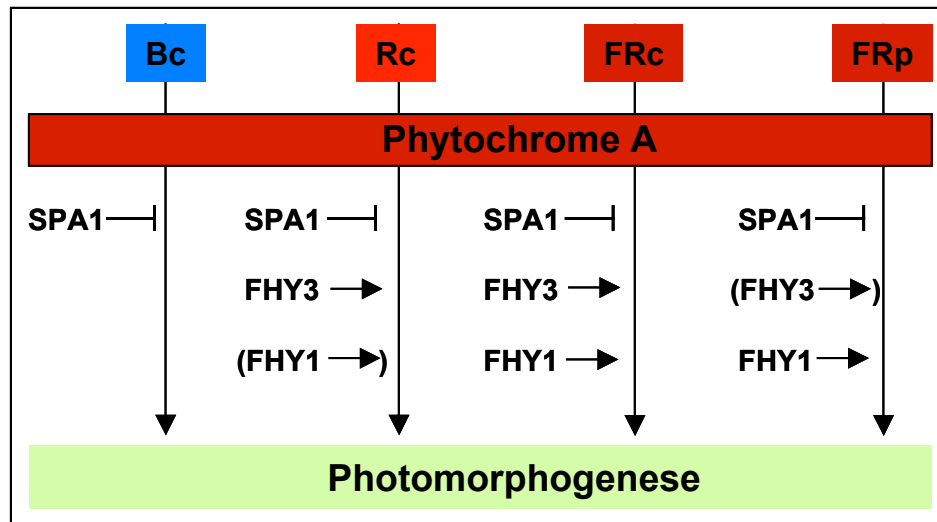 Bc Rc FRc FRp
Phytochrome A
SPA1 SPA1 SPA1 SPA1
FHY3 FHY3 (FHY3 )
(FHY1 ) FHY1 FHY1
Photomorphogenese